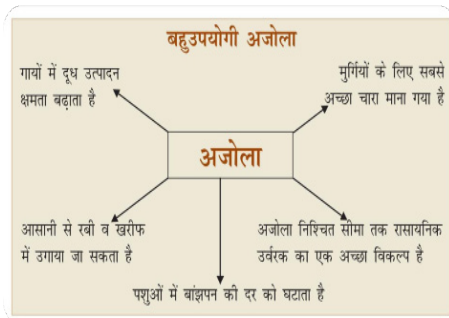 बहुउपयोगी अजोला
गायों में दूध उत्पादन
क्षमता बढ़ाता है
मुर्गियों के लिए सबसे
अच्छा चारा माना गया है
अजोला
आसानी से रबी व खरीफ
में उगाया जा सकता है
अजोला निश्चित सीमा तक रासायनिक
उर्वरक का एक अच्छा विकल्प है
पशुओं में बांझपन की दर को घटाता है